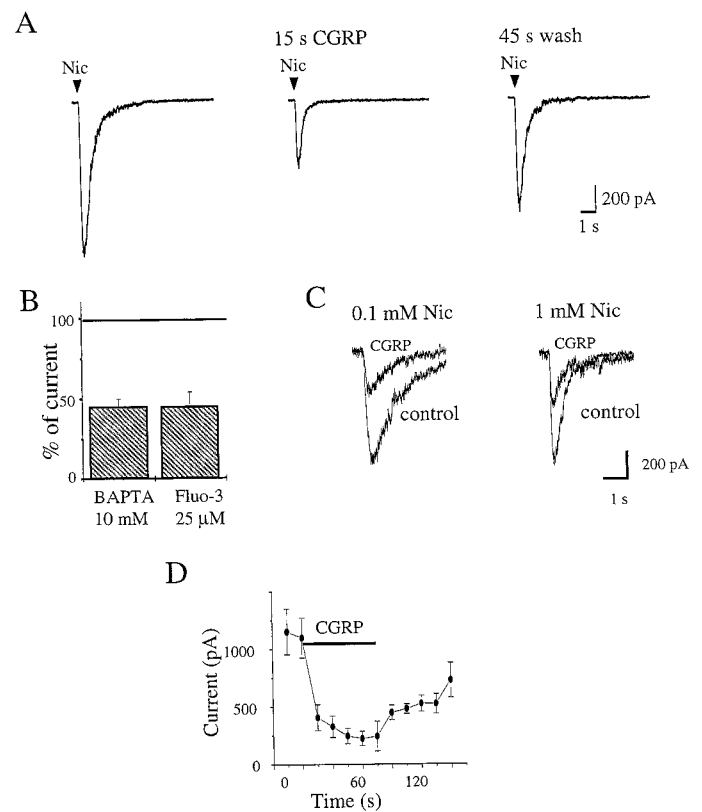 A
15 s CGRP
45 s wash
Nic
Nic
Nic
200 pA
1 s
B
100
50
0
% of current
BAPTA
10 mM
Fluo-3
25 µM
C
0.1 mM Nic
1 mM Nic
CGRP
CGRP
control
control
200 pA
1 s
D
CGRP
1000
500
0
Current (pA)
0
60
120
Time (s)